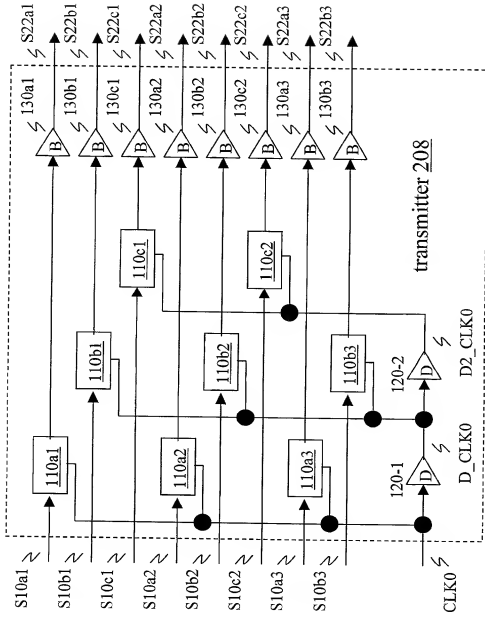 S22a1
S22b1
S22c1
S22a2
S22b2
S22c2
S22a3
S22b3
130a1
130b1
130c1
130a2
130b2
130c2
130a3
130b3
B
B
B
B
B
B
B
B
110c1
110c2
110b1
110b2
110b3
110a1
110a2
110a3
transmitter 208
120-2
D
D2_CLK0
120-1
D
D_CLK0
S10a1
S10b1
S10c1
S10a2
S10b2
S10c2
S10a3
S10b3
CLK0